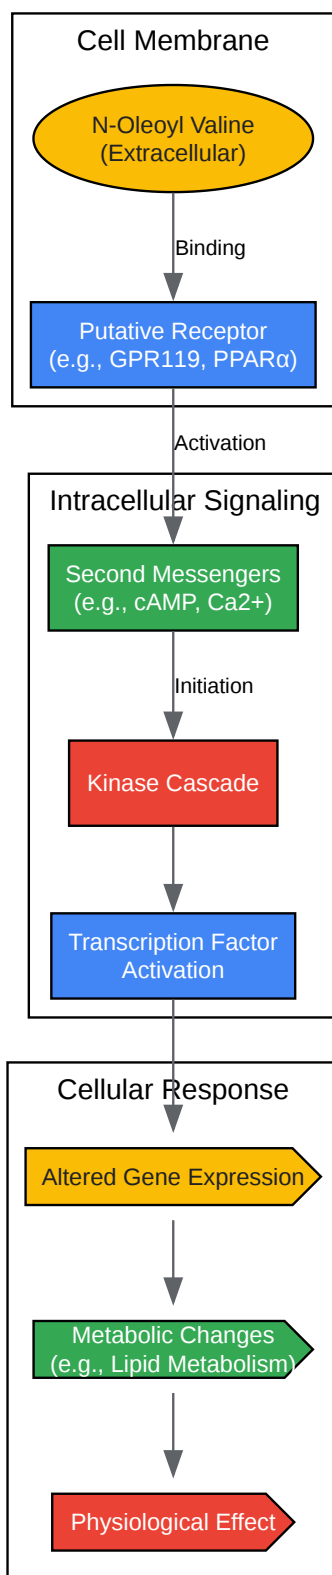 Cell Membrane
N-Oleoyl Valine
(Extracellular)
Binding
Putative Receptor
(e.g., GPR119, PPARα)
Activation
Intracellular Signaling
Second Messengers
(e.g., cAMP, Ca2+)
Initiation
Kinase Cascade
Transcription Factor
Activation
Cellular Response
Altered Gene Expression
Metabolic Changes
(e.g., Lipid Metabolism)
Physiological Effect